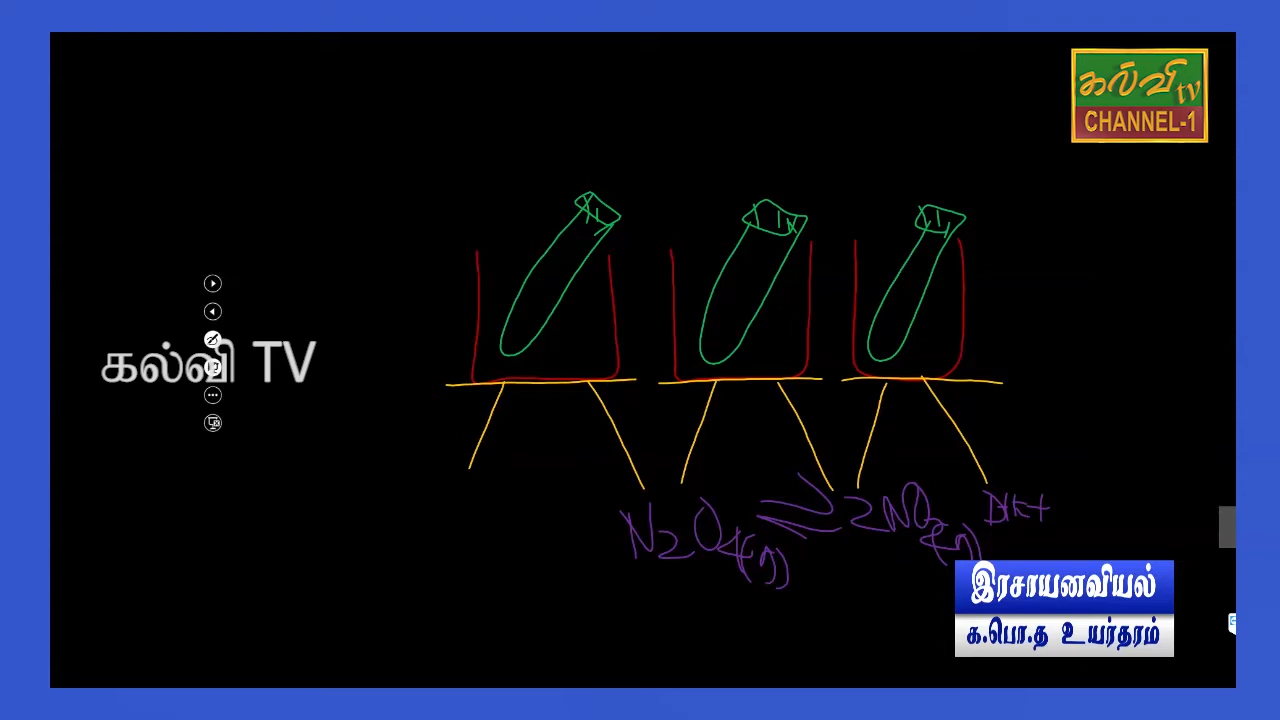 கல்வி tv
CHANNEL-1
கல்வி TV
N2O4(g) ⇌ 2NO2(g)
இரசாயனவியல்
க.பொ.த உயர்தரம்